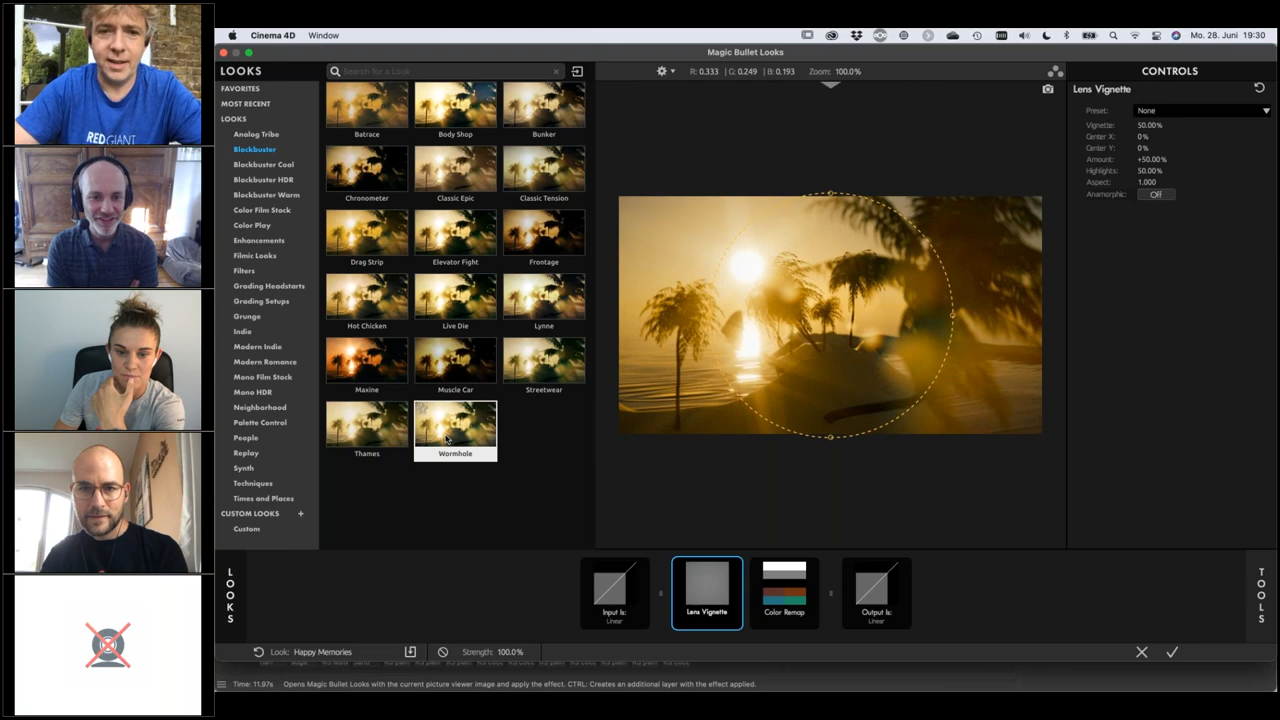 RED GIANT
Cinema 4D Window
Mo. 28. Juni 19:30
Magic Bullet Looks
LOOKS
Search for a Look
R: 0.333 | G: 0.249 | B: 0.193 Zoom: 100.0%
CONTROLS
FAVORITES
MOST RECENT
LOOKS
Analog Tribe
Blockbuster
Blockbuster Cool
Blockbuster HDR
Blockbuster Warm
Color Film Stock
Color Play
Enhancements
Filmic Looks
Filters
Grading Headstarts
Grading Setups
Grunge
Indie
Modern Indie
Modern Romance
Mono Film Stock
Mono HDR
Neighborhood
Palette Control
People
Replay
Synth
Techniques
Times and Places
CUSTOM LOOKS +
Custom
Batrace Body Shop Bunker
Chronometer Classic Epic Classic Tension
Drag Strip Elevator Fight Frontage
Hot Chicken Live Die Lynne
Maxine Muscle Car Streetwear
Thames Wormhole
Lens Vignette
Preset: None
Vignette: 50.00%
Center X: 0%
Center Y: 0%
Amount: +50.00%
Highlights: 50.00%
Aspect: 1.000
Anamorphic: Off
LOOKS
Input Is:
Linear
Lens Vignette
Color Remap
Output Is:
Linear
TOOLS
Look: Happy Memories
Strength: 100.0%
Time: 11.97s Opens Magic Bullet Looks with the current picture viewer image and apply the effect. CTRL: Creates an additional layer with the effect applied.